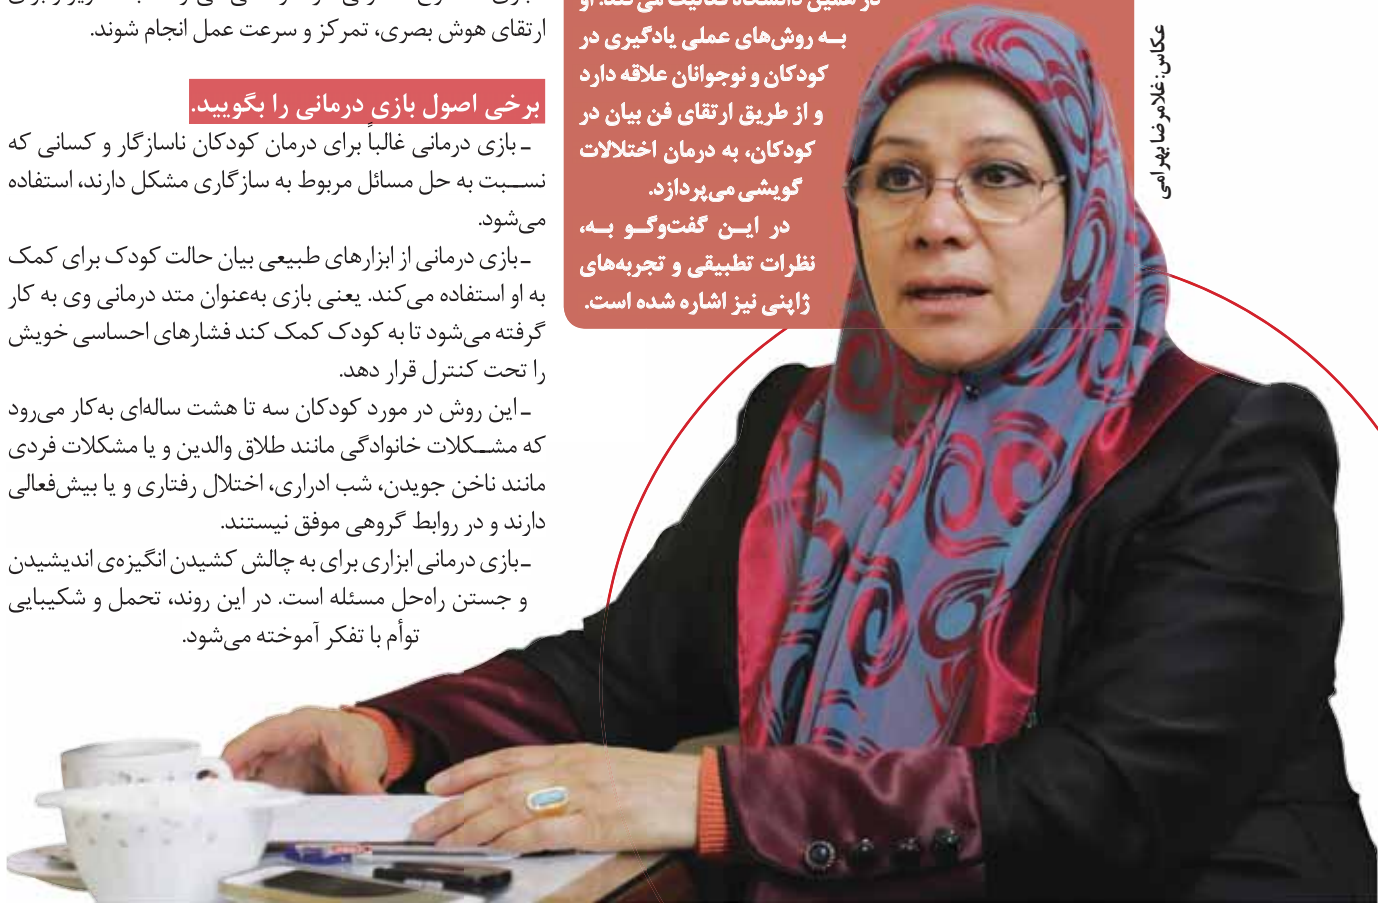 به روش‌های عملی یادگیری در
کودکان و نوجوانان علاقه دارد
و از طریق ارتقای فن بیان در
کودکان، به درمان اختلالات
گویشی می‌پردازد.
در این گفت‌وگو به،
نظرات تطبیقی و تجربه‌های
ژاپنی نیز اشاره شده است.
عکاس: غلامرضا بهرامی
ارتقای هوش بصری، تمرکز و سرعت عمل انجام شوند.
برخی اصول بازی درمانی را بگویید.
ـ بازی درمانی غالباً برای درمان کودکان ناسازگار و کسانی که
نسبت به حل مسائل مربوط به سازگاری مشکل دارند، استفاده
می‌شود.
ـ بازی درمانی از ابزارهای طبیعی بیان حالت کودک برای کمک
به او استفاده می‌کند. یعنی بازی به‌عنوان متد درمانی وی به کار
گرفته می‌شود تا به کودک کمک کند فشارهای احساسی خویش
را تحت کنترل قرار دهد.
ـ این روش در مورد کودکان سه تا هشت ساله‌ای به‌کار می‌رود
که مشکلات خانوادگی مانند طلاق والدین و یا مشکلات فردی
مانند ناخن جویدن، شب ادراری، اختلال رفتاری و یا بیش‌فعالی
دارند و در روابط گروهی موفق نیستند.
ـ بازی درمانی ابزاری برای به چالش کشیدن انگیزه‌ی اندیشیدن
و جستن راه‌حل مسئله است. در این روند، تحمل و شکیبایی
توأم با تفکر آموخته می‌شود.